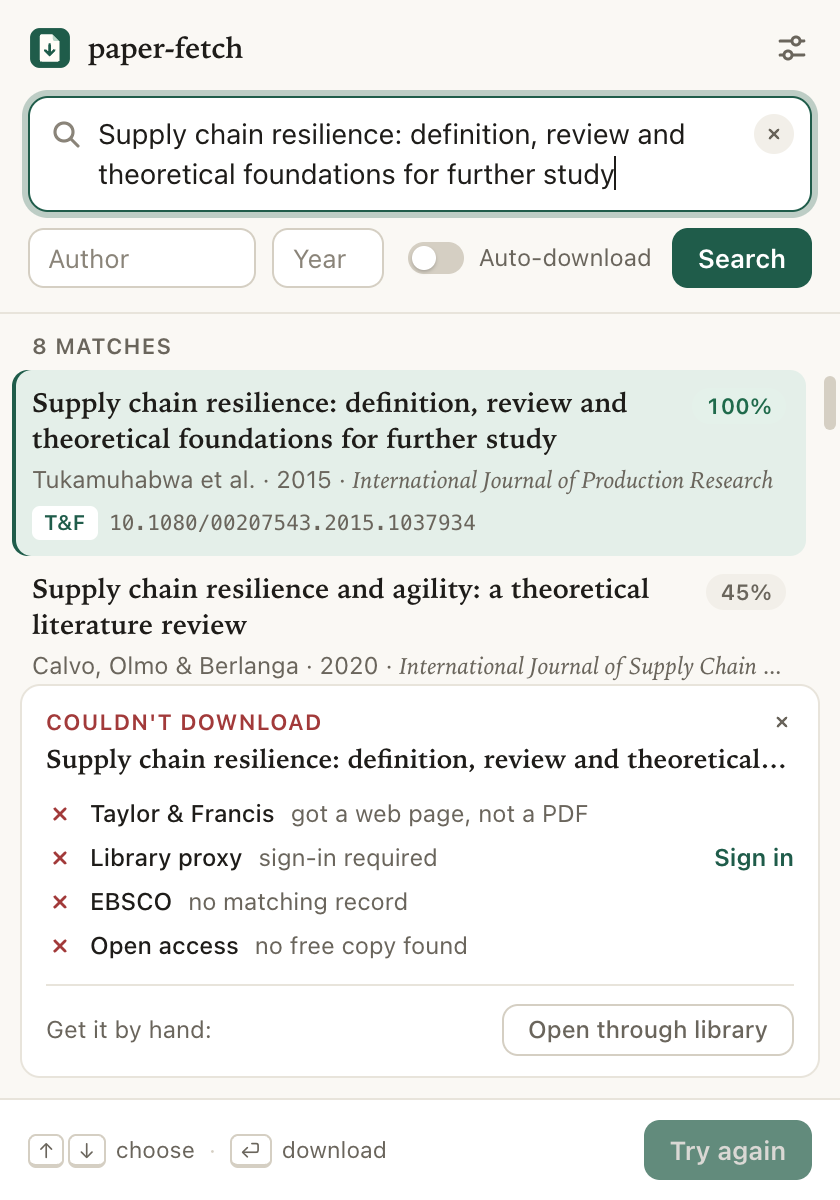 paper-fetch
Supply chain resilience: definition, review and
theoretical foundations for further study
Author
Year
Auto-download
Search
8 MATCHES
Supply chain resilience: definition, review and
theoretical foundations for further study
100%
Tukamuhabwa et al. · 2015 · International Journal of Production Research
T&F 10.1080/00207543.2015.1037934
Supply chain resilience and agility: a theoretical
literature review
45%
Calvo, Olmo & Berlanga · 2020 · International Journal of Supply Chain ...
COULDN'T DOWNLOAD
Supply chain resilience: definition, review and theoretical...
Taylor & Francis got a web page, not a PDF
Library proxy sign-in required Sign in
EBSCO no matching record
Open access no free copy found
Get it by hand: Open through library
↑ ↓ choose · ↵ download Try again